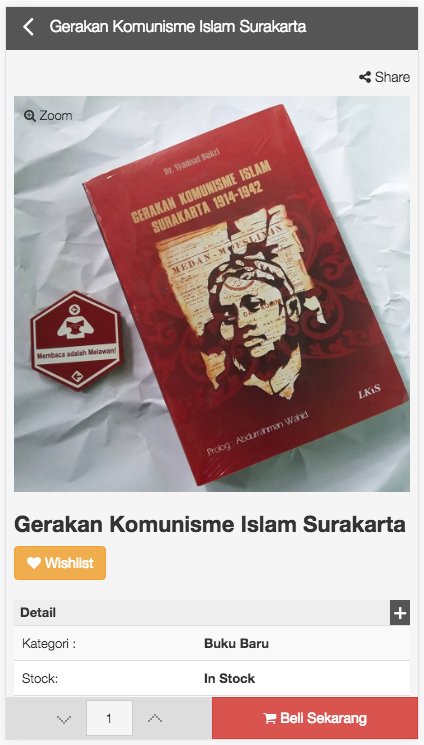 Gerakan Komunisme Islam Surakarta
Share
Zoom
Dr. Syamsul Bakri
GERAKAN KOMUNISME ISLAM
SURAKARTA 1914-1942
MEDAN-MOESLIMIN
Membaca adalah Melawan!
LKiS
Prolog : Abdurrahman Wahid
Gerakan Komunisme Islam Surakarta
Wishlist
Detail
Kategori :
Buku Baru
Stock:
In Stock
1
Beli Sekarang